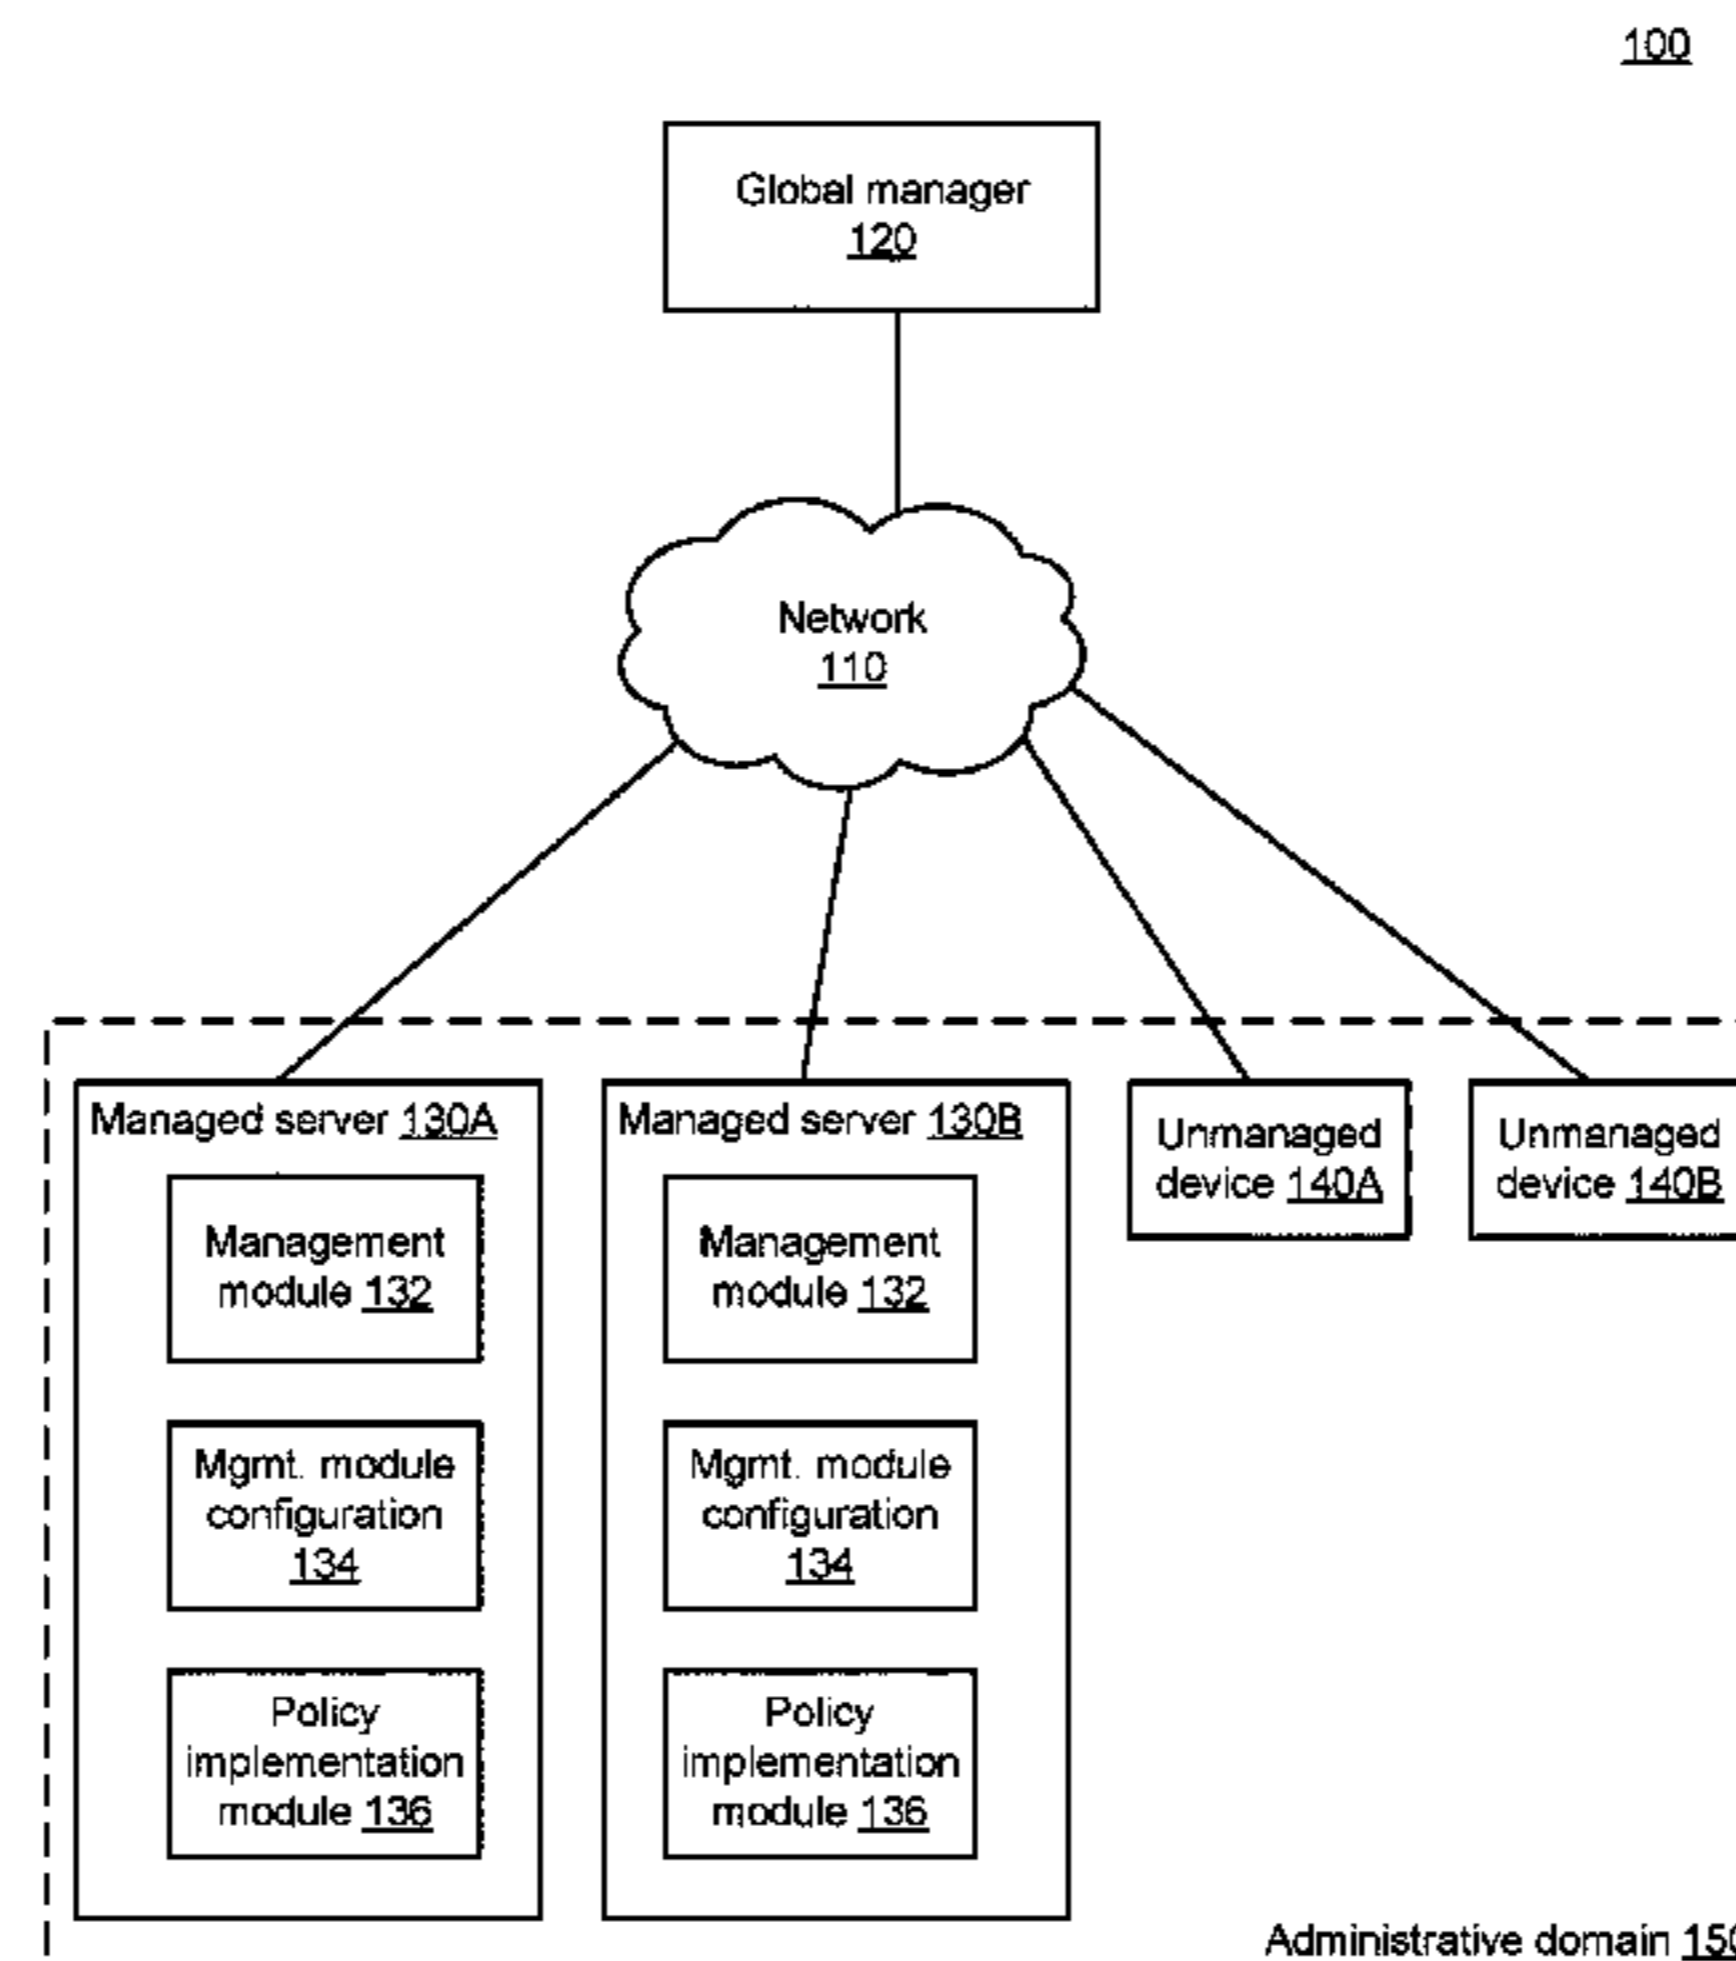 100
Global manager
120
Network
110
Managed server 130A
Management
module 132
Mgmt. module
configuration
134
Policy
implementation
module 136
Managed server 130B
Management
module 132
Mgmt. module
configuration
134
Policy
implementation
module 136
Unmanaged
device 140A
Unmanaged
device 140B
Administrative domain 150